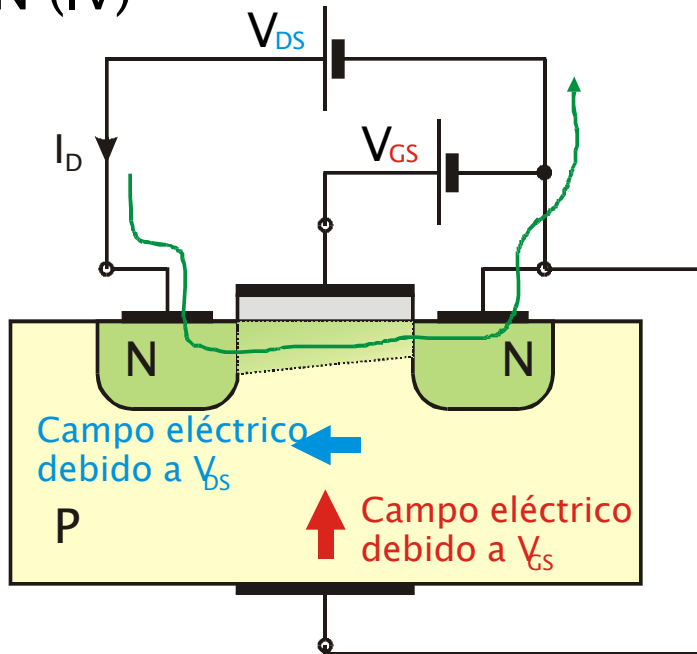 N (IV)
VDS
ID
VGS
N
N
Campo eléctrico
debido a VDS
P
Campo eléctrico
debido a VGS